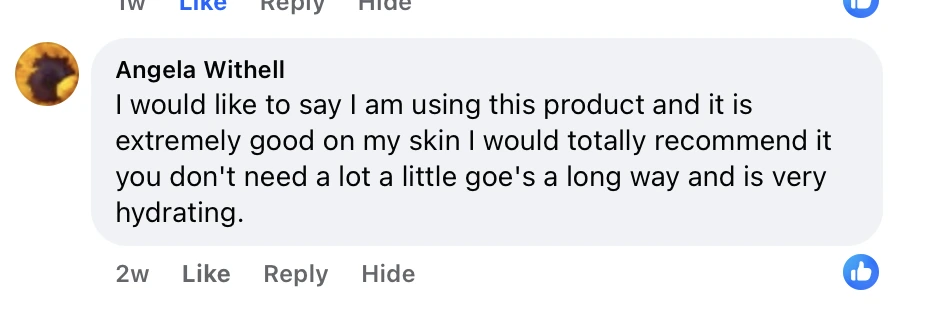 1w Like Reply Hide
Angela Withell
I would like to say I am using this product and it is
extremely good on my skin I would totally recommend it
you don't need a lot a little goe's a long way and is very
hydrating.
2w Like Reply Hide